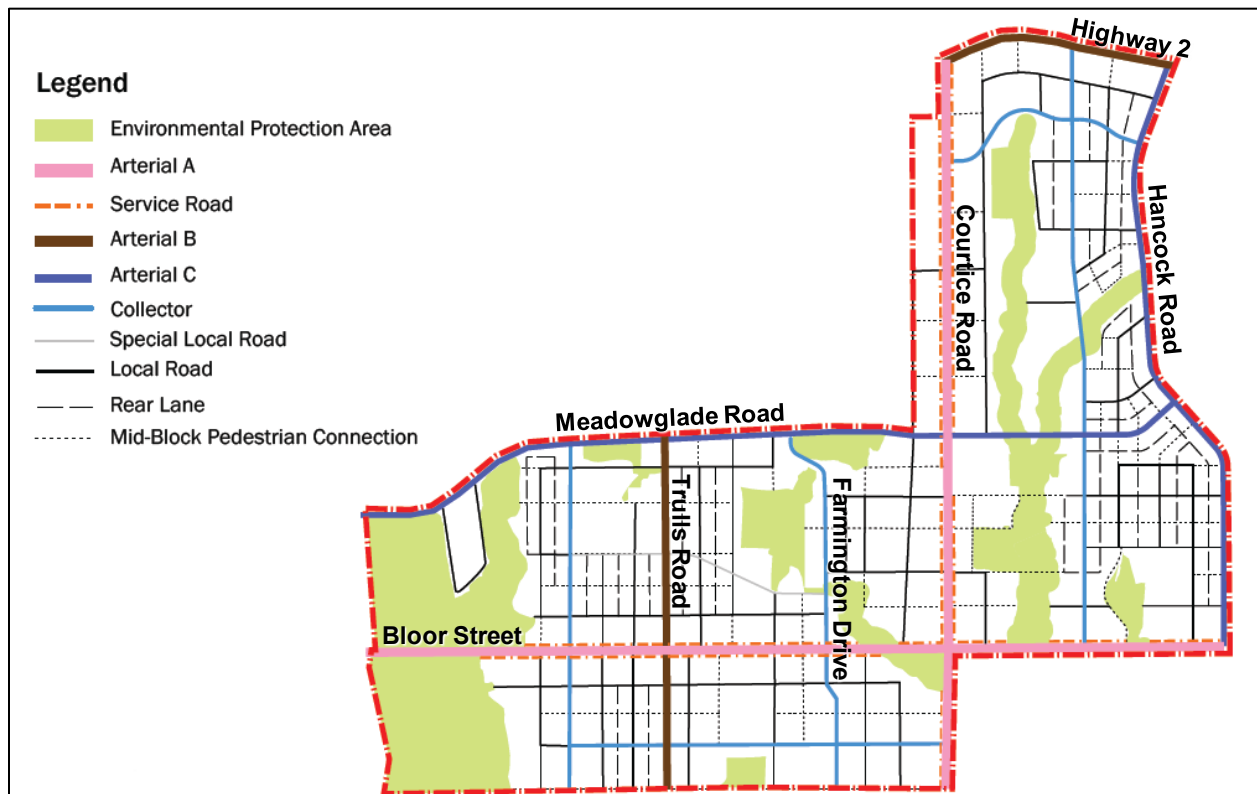 Legend
Environmental Protection Area
Arterial A
Service Road
Arterial B
Arterial C
Collector
Special Local Road
Local Road
Rear Lane
Mid-Block Pedestrian Connection
Highway 2
Hancock Road
Courtice Road
Meadowglade Road
Trulls Road
Farmington Drive
Bloor Street